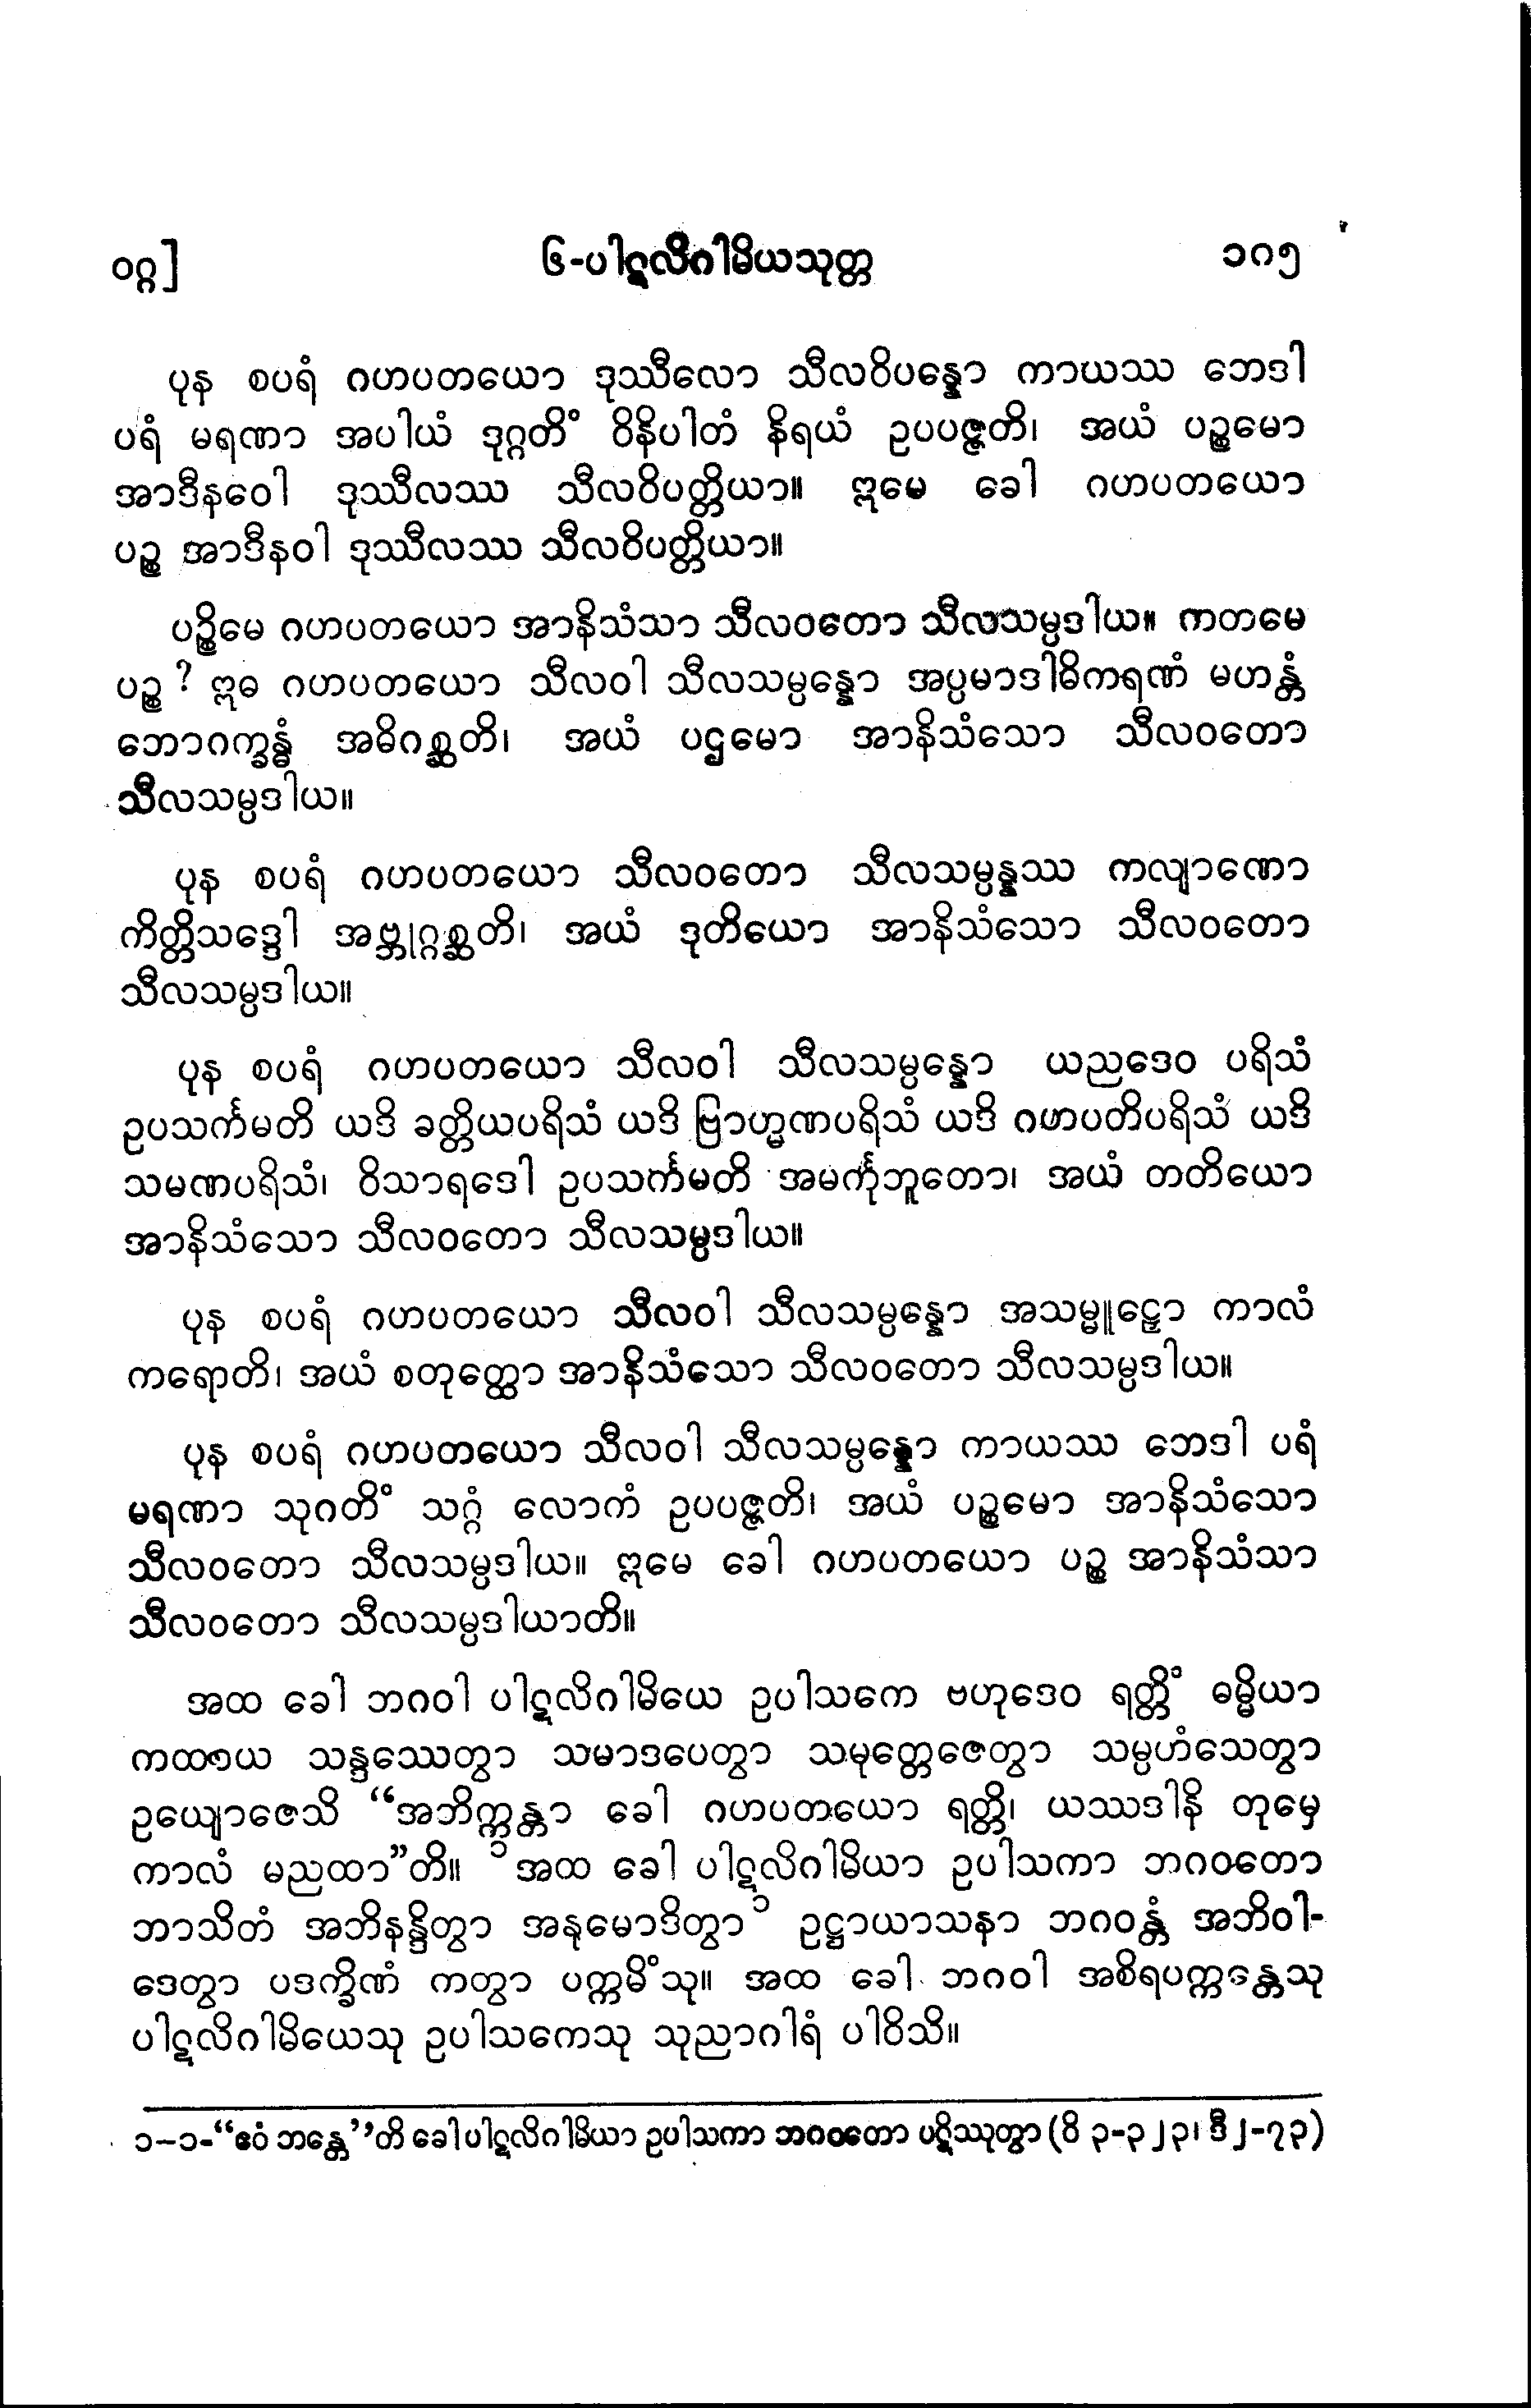 ဝဂ္ဂ]
၆-ပါဋလိဂါမိယသုတ္တ
၁၈၅
ပုန စပရံ ဂဟပတယော ဒုဿီလော သီလဝိပန္နော ကာယဿ ဘေဒါ
ပရံ မရဏာ အပါယံ ဒုဂ္ဂတိံ ဝိနိပါတံ နိရယံ ဥပပဇ္ဇတိ၊ အယံ ပဉ္စမော
အာဒီနဝေါ ဒုဿီလဿ သီလဝိပတ္တိယာ။ ဣမေ ခေါ ဂဟပတယော
ပဉ္စ အာဒီနဝါ ဒုဿီလဿ သီလဝိပတ္တိယာ။
ပဉ္စိမေ ဂဟပတယော အာနိသံသာ သီလဝတော သီလသမ္ပဒါယ။ ကတမေ
ပဉ္စ ? ဣဓ ဂဟပတယော သီလဝါ သီလသမ္ပန္နော အပ္ပမာဒါဓိကရဏံ မဟန္တံ
ဘောဂက္ခန္ဓံ အဓိဂစ္ဆတိ၊ အယံ ပဌမော အာနိသံသော သီလဝတော
သီလသမ္ပဒါယ။
ပုန စပရံ ဂဟပတယော သီလဝတော သီလသမ္ပန္နဿ ကလျာဏော
ကိတ္တိသဒ္ဒေါ အဗ္ဘုဂ္ဂစ္ဆတိ၊ အယံ ဒုတိယော အာနိသံသော သီလဝတော
သီလသမ္ပဒါယ။
ပုန စပရံ ဂဟပတယော သီလဝါ သီလသမ္ပန္နော ယညဒေဝ ပရိသံ
ဥပသင်္ကမတိ ယဒိ ခတ္တိယပရိသံ ယဒိ ဗြာဟ္မဏပရိသံ ယဒိ ဂဟပတိပရိသံ ယဒိ
သမဏပရိသံ၊ ဝိသာရဒေါ ဥပသင်္ကမတိ အမင်္ကုဘူတော၊ အယံ တတိယော
အာနိသံသော သီလဝတော သီလသမ္ပဒါယ။
ပုန စပရံ ဂဟပတယော သီလဝါ သီလသမ္ပန္နော အသမ္မူဠှော ကာလံ
ကရောတိ၊ အယံ စတုတ္ထော အာနိသံသော သီလဝတော သီလသမ္ပဒါယ။
ပုန စပရံ ဂဟပတယော သီလဝါ သီလသမ္ပန္နော ကာယဿ ဘေဒါ ပရံ
မရဏာ သုဂတိံ သဂ္ဂံ လောကံ ဥပပဇ္ဇတိ၊ အယံ ပဉ္စမော အာနိသံသော
သီလဝတော သီလသမ္ပဒါယ။ ဣမေ ခေါ ဂဟပတယော ပဉ္စ အာနိသံသာ
သီလဝတော သီလသမ္ပဒါယာတိ။
အထ ခေါ ဘဂဝါ ပါဋလိဂါမိယေ ဥပါသကေ ဗဟုဒေဝ ရတ္တိံ ဓမ္မိယာ
ကထာယ သန္ဒဿေတွာ သမာဒပေတွာ သမုတ္တေဇေတွာ သမ္ပဟံသေတွာ
ဥယျောဇေသိ “အဘိက္ကန္တာ ခေါ ဂဟပတယော ရတ္တိ၊ ယဿဒါနိ တုမှေ
ကာလံ မညထာ”တိ။ ၁အထ ခေါ ပါဋလိဂါမိယာ ဥပါသကာ ဘဂဝတော
ဘာသိတံ အဘိနန္ဒိတွာ အနုမောဒိတွာ၁ ဥဋ္ဌာယာသနာ ဘဂဝန္တံ အဘိဝါ-
ဒေတွာ ပဒက္ခိဏံ ကတွာ ပက္ကမိံသု။ အထ ခေါ ဘဂဝါ အစိရပက္ကန္တေသု
ပါဋလိဂါမိယေသု ဥပါသကေသု သုညာဂါရံ ပါဝိသိ။
၁-၁-“ဧဝံ ဘန္တေ”တိ ခေါ ပါဋလိဂါမိယာ ဥပါသကာ ဘဂဝတော ပဋိဿုတွာ (ဝိ ၃-၃၂၃၊ ဒီ ၂-၇၃)